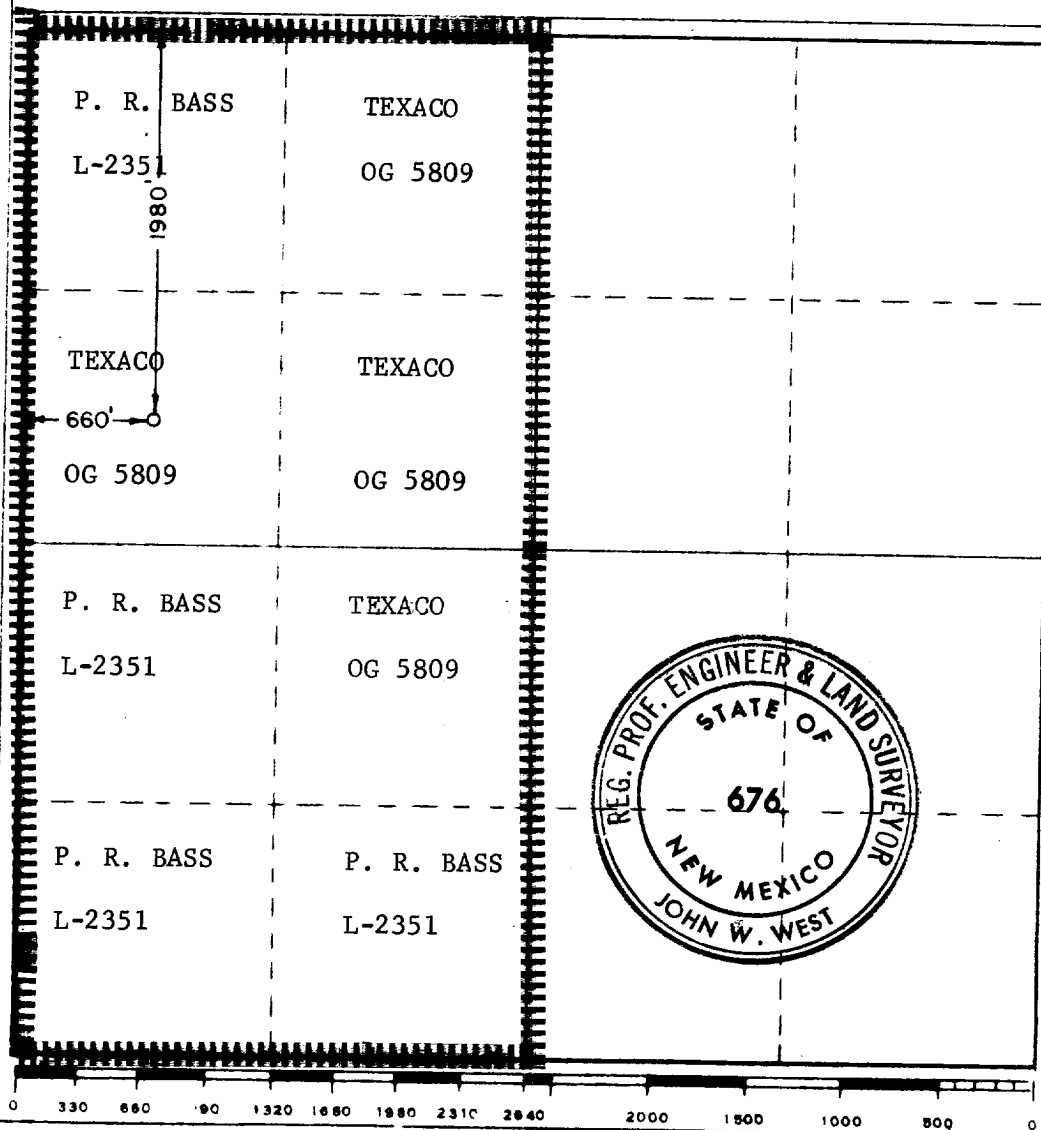 P. R. BASS
TEXACO
L-2351
OG 5809
1980'
TEXACO
TEXACO
660'
OG 5809
OG 5809
P. R. BASS
TEXACO
L-2351
OG 5809
REG. PROF. ENGINEER & LAND SURVEYOR
STATE OF
676
NEW MEXICO
JOHN W. WEST
P. R. BASS
P. R. BASS
L-2351
L-2351
0 330 660 '90 1320 1650 1980 2310 2640 2000 1500 1000 500 0